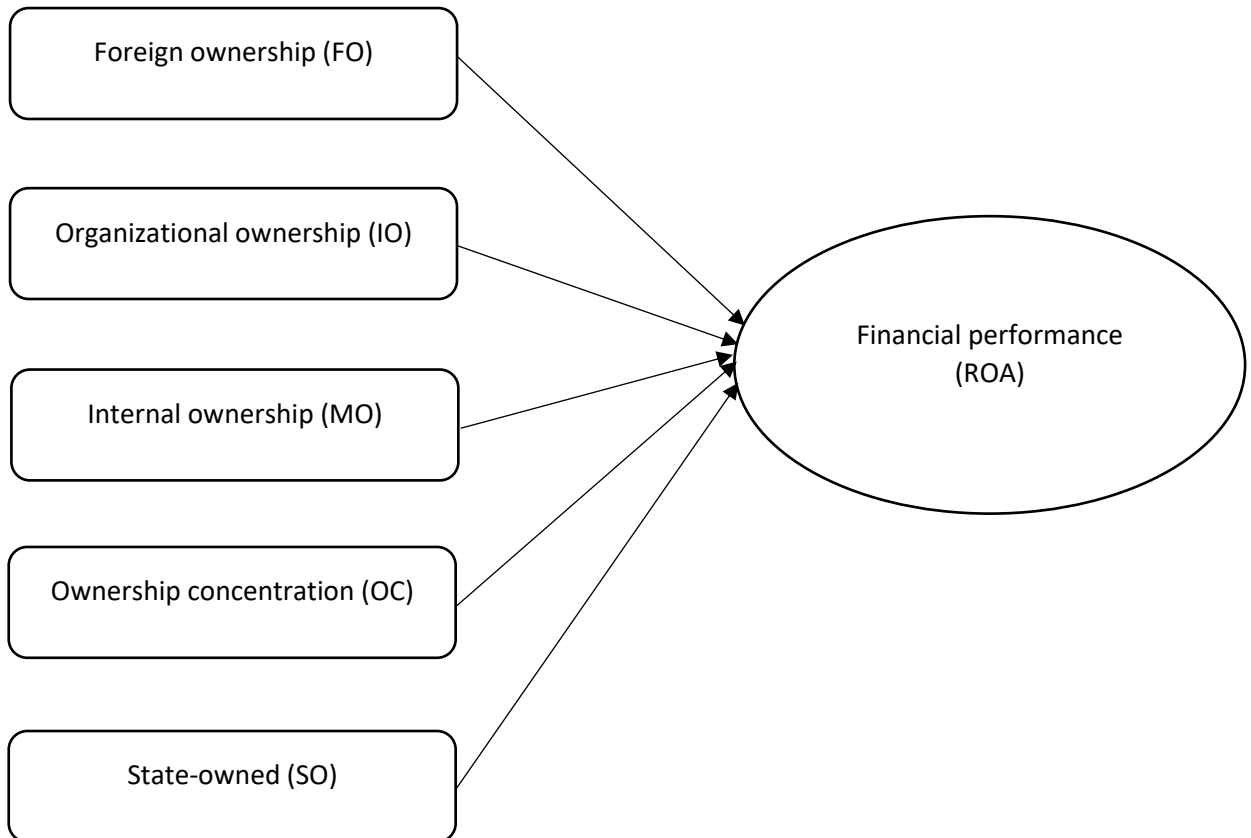 Foreign ownership (FO)
Organizational ownership (IO)
Internal ownership (MO)
Ownership concentration (OC)
State-owned (SO)
Financial performance
(ROA)